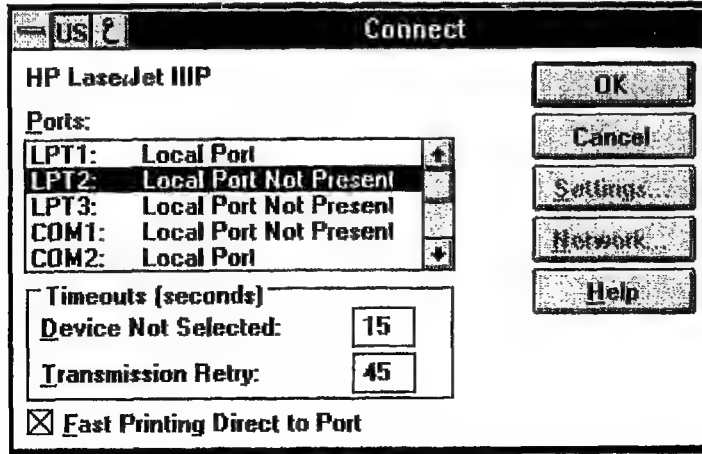 US Connect
HP LaserJet IIIP
Ports:
LPT1: Local Port
LPT2: Local Port Not Present
LPT3: Local Port Not Present
COM1: Local Port Not Present
COM2: Local Port
Timeouts (seconds)
Device Not Selected: 15
Transmission Retry: 45
Fast Printing Direct to Port
OK
Cancel
Settings...
Network...
Help